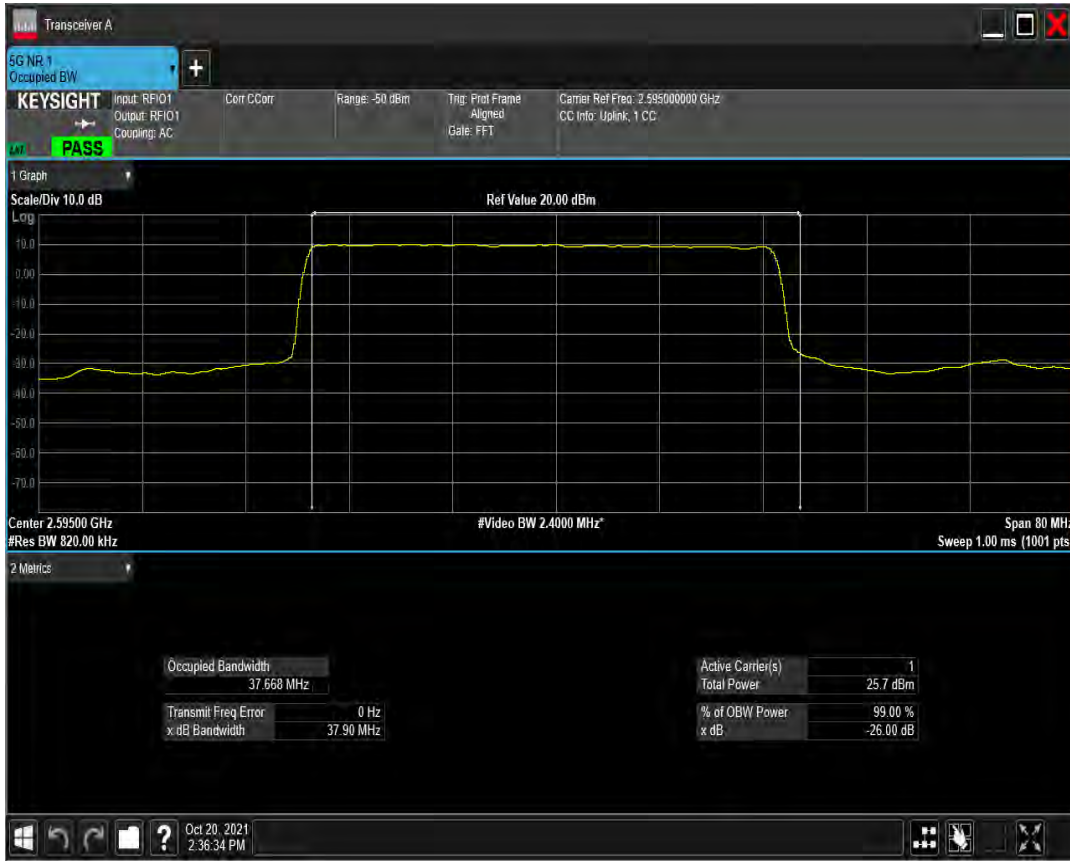 Transceiver A
5G NR 1
Occupied BW
+
KEYSIGHT
PASS
Input: RFIO1
Output: RFIO1
Coupling: AC
Corr CCorr
Range: -50 dBm
Trig: Prot Frame
Aligned
Gate: FFT
Carrier Ref Freq: 2.595000000 GHz
CC Info: Uplink, 1 CC
1 Graph
Scale/Div 10.0 dB
Ref Value 20.00 dBm
Log
10.0
0.00
-10.0
-20.0
-30.0
-40.0
-50.0
-60.0
-70.0
Center 2.59500 GHz
#Video BW 2.4000 MHz*
Span 80 MHz
#Res BW 820.00 kHz
Sweep 1.00 ms (1001 pts
2 Metrics
Occupied Bandwidth
37.668 MHz
Transmit Freq Error 0 Hz
x dB Bandwidth 37.90 MHz
Active Carrier(s) 1
Total Power 25.7 dBm
% of OBW Power 99.00 %
x dB -26.00 dB
?
Oct 20, 2021
2:36:34 PM